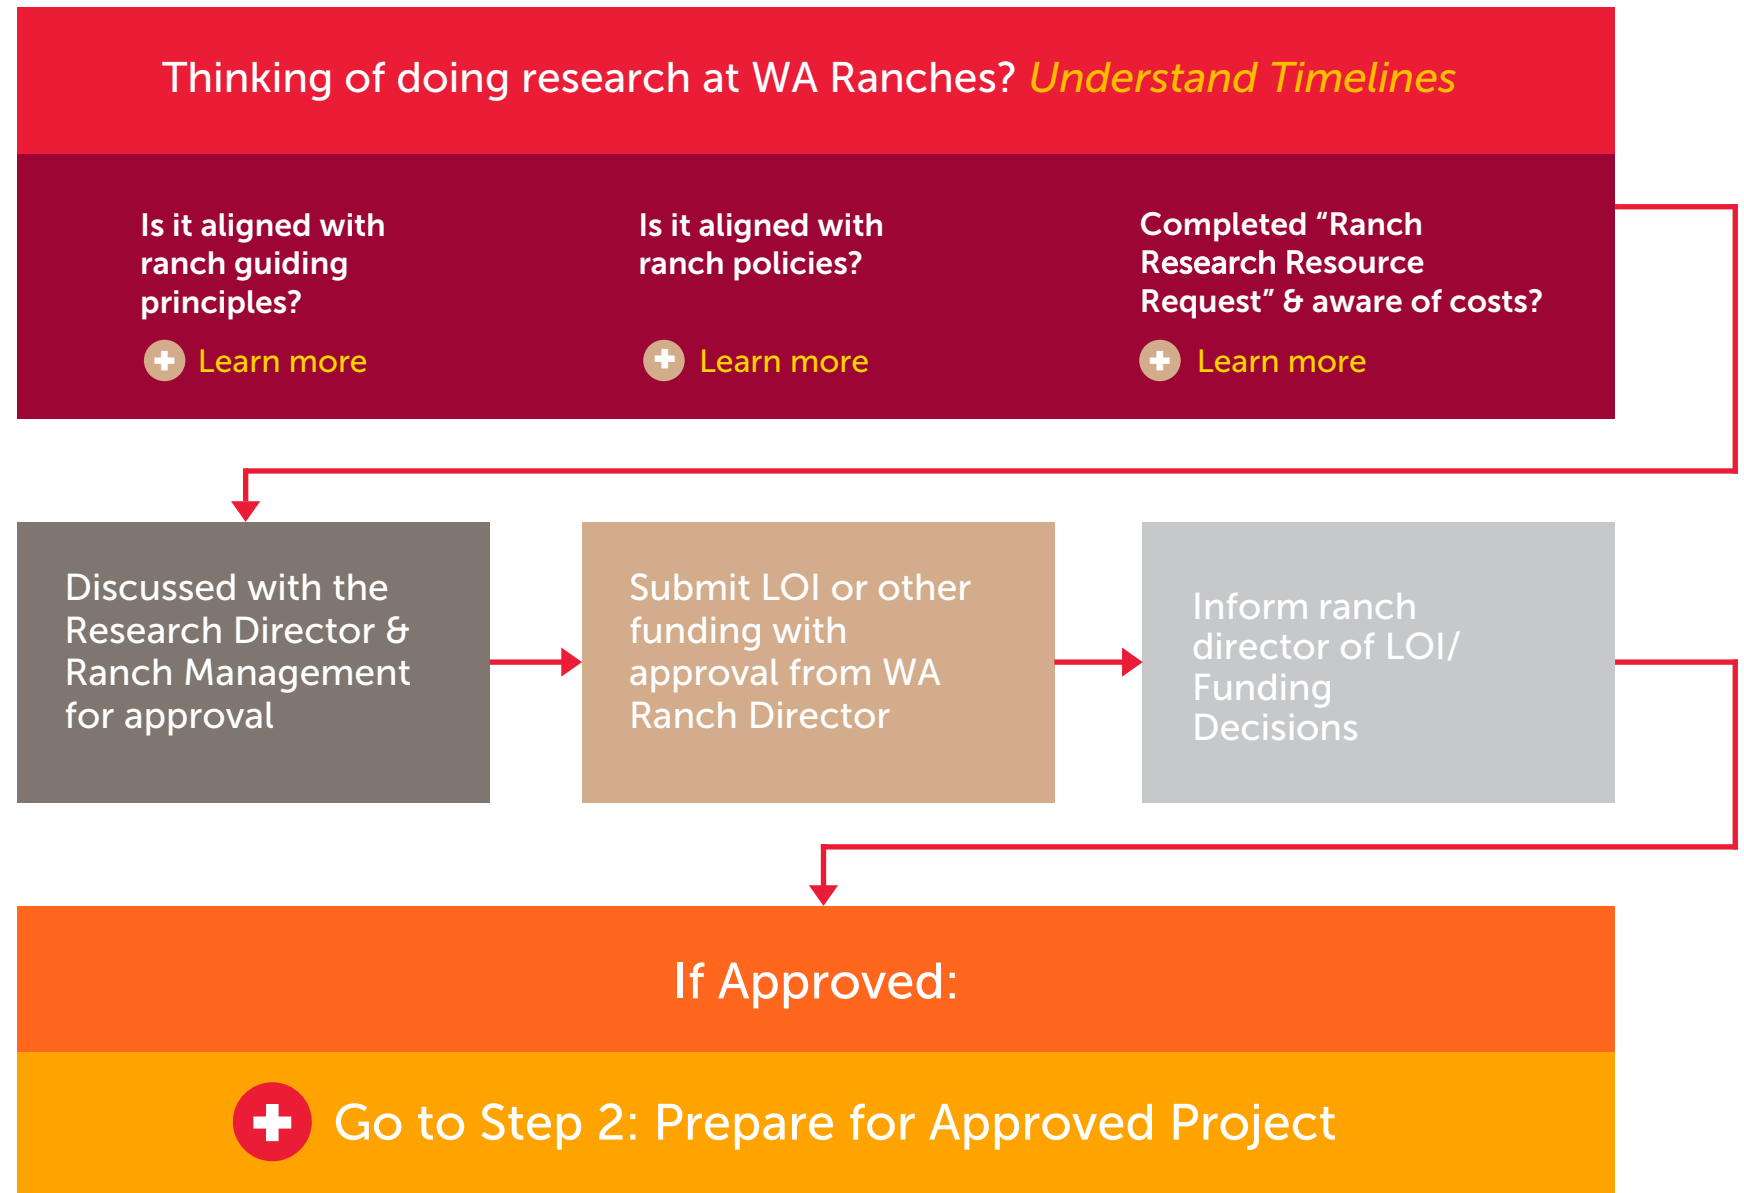 Thinking of doing research at WA Ranches? Understand Timelines
Is it aligned with
ranch guiding
principles?
Learn more
Is it aligned with
ranch policies?
Learn more
Completed “Ranch
Research Resource
Request” & aware of costs?
Learn more
Discussed with the
Research Director &
Ranch Management
for approval
Submit LOI or other
funding with
approval from WA
Ranch Director
Inform ranch
director of LOI/
Funding
Decisions
If Approved:
Go to Step 2: Prepare for Approved Project